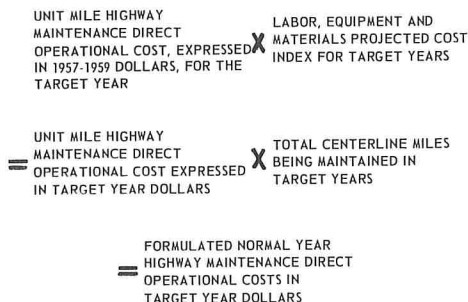 UNIT MILE HIGHWAY
MAINTENANCE DIRECT
OPERATIONAL COST, EXPRESSED
IN 1957-1959 DOLLARS, FOR THE
TARGET YEAR
X
LABOR, EQUIPMENT AND
MATERIALS PROJECTED COST
INDEX FOR TARGET YEARS
=
UNIT MILE HIGHWAY
MAINTENANCE DIRECT
OPERATIONAL COST EXPRESSED
IN TARGET YEAR DOLLARS
X
TOTAL CENTERLINE MILES
BEING MAINTAINED IN
TARGET YEARS
=
FORMULATED NORMAL YEAR
HIGHWAY MAINTENANCE DIRECT
OPERATIONAL COSTS IN
TARGET YEAR DOLLARS